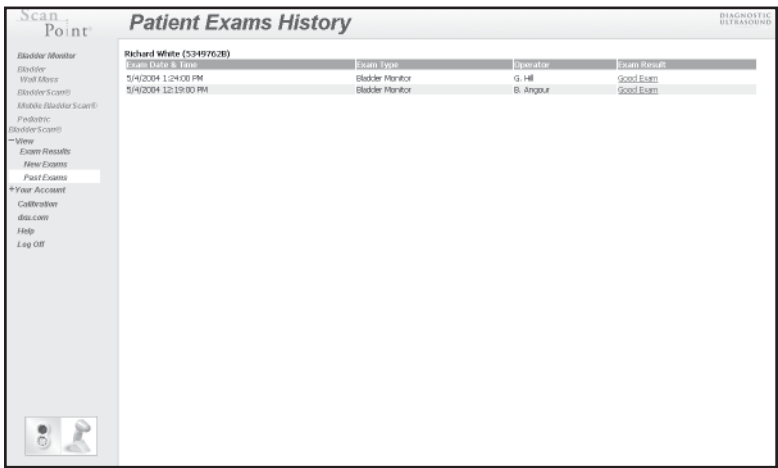 Scan
Point®
Patient Exams History
DIAGNOSTIC
ULTRASOUND
Bladder Monitor
Bladder
Wall Mass
BladderScan®
Mobile BladderScan®
Pediatric
BladderScan®
−View
Exam Results
New Exams
Past Exams
+Your Account
Calibration
dxu.com
Help
Log Off
Richard White (5349762B)
Exam Date & Time Exam Type Operator Exam Result
5/4/2004 1:24:00 PM Bladder Monitor G. Hill Good Exam
5/4/2004 12:19:00 PM Bladder Monitor B. Angour Good Exam